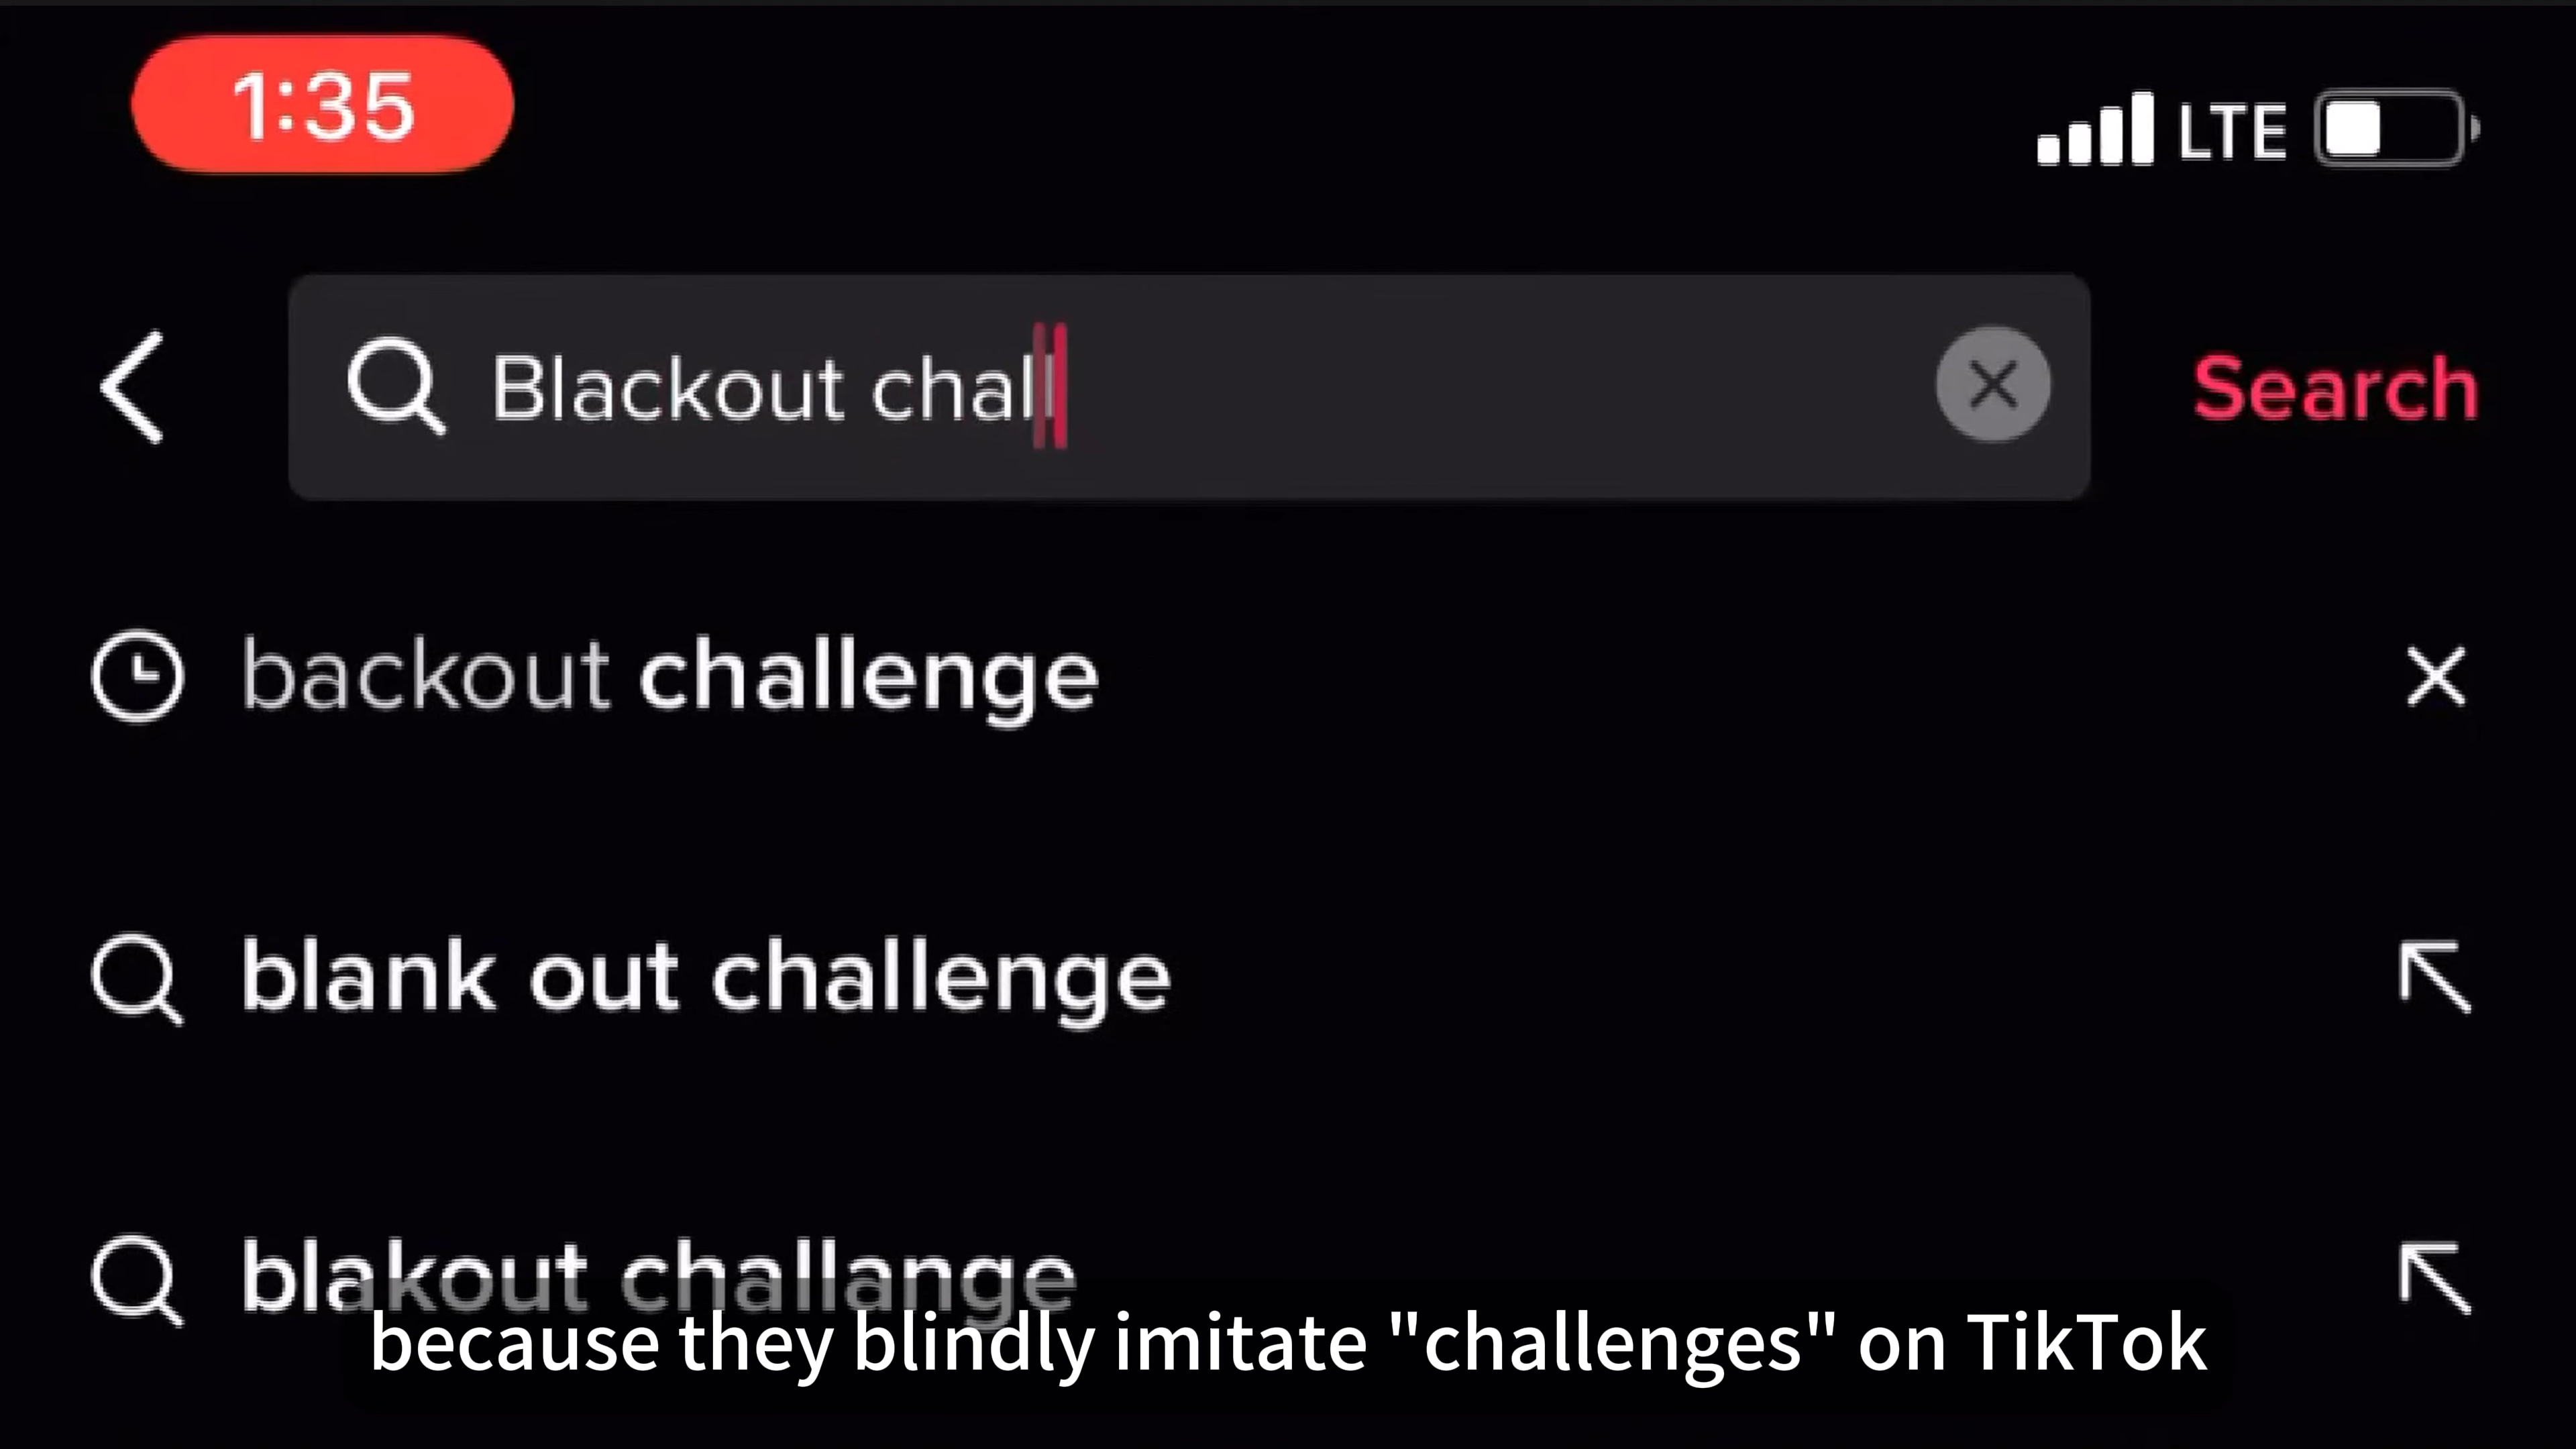 1:35
LTE
Blackout chall
Search
backout challenge
blank out challenge
blakout challange
because they blindly imitate "challenges" on TikTok